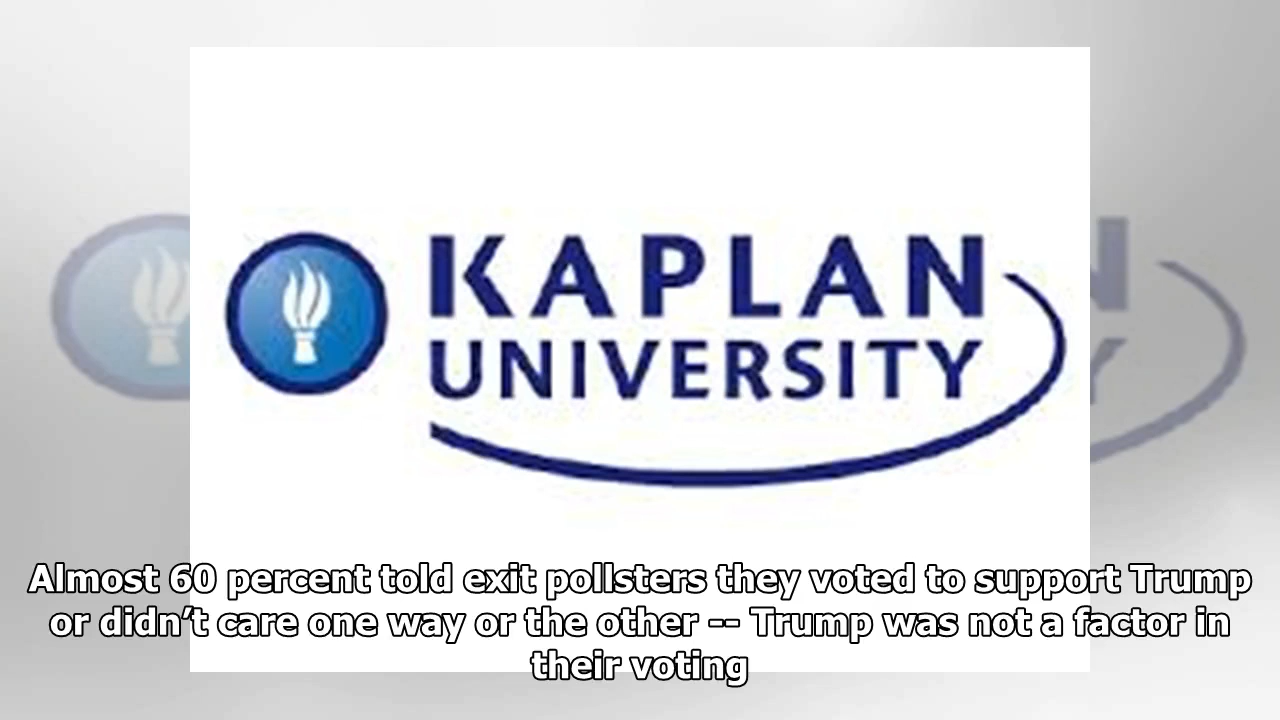 KAPLAN
UNIVERSITY
Almost 60 percent told exit pollsters they voted to support Trump
or didn’t care one way or the other -- Trump was not a factor in
their voting